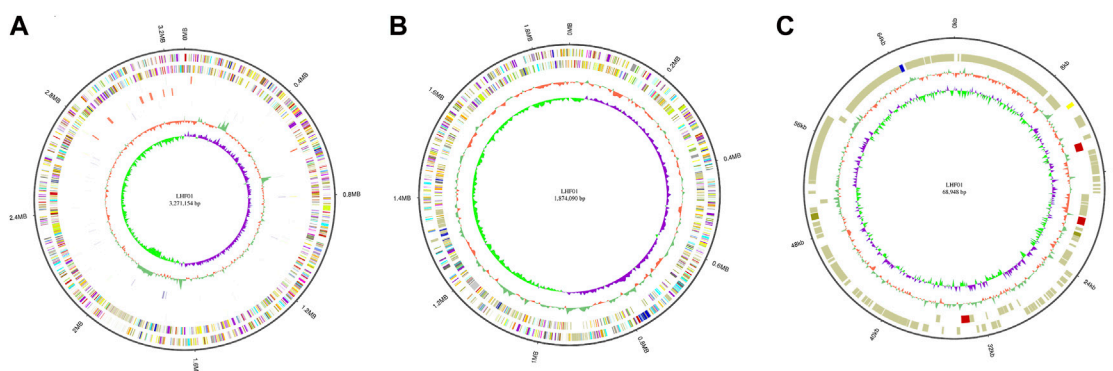 A
0MB
0.4MB
0.8MB
1.2MB
1.6M
2MB
2.4MB
2.8MB
3.2MB
LHF01
3,271,154 bp
B
0MB
0.2MB
0.4MB
0.6MB
0.8MB
1MB
1.2MB
1.4MB
1.6MB
1.8MB
LHF01
1,874,090 bp
C
0kb
8kb
24kb
32kb
40kb
48kb
56kb
64kb
LHF01
68,948 bp